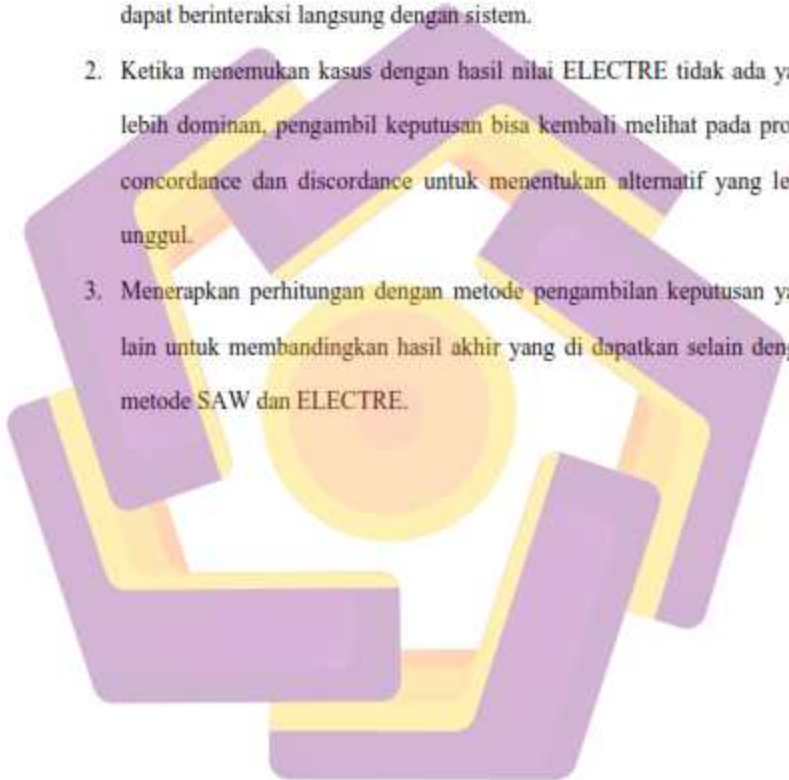 dapat berinteraksi langsung dengan sistem.
2. Ketika menemukan kasus dengan hasil nilai ELECTRE tidak ada
lebih dominan, pengambil keputusan bisa kembali melihat pada
concordance dan discordance untuk menentukan alternatif yang
unggul.
3. Menerapkan perhitungan dengan metode pengambilan keputusan
lain untuk membandingkan hasil akhir yang di dapatkan selain
metode SAW dan ELECTRE.